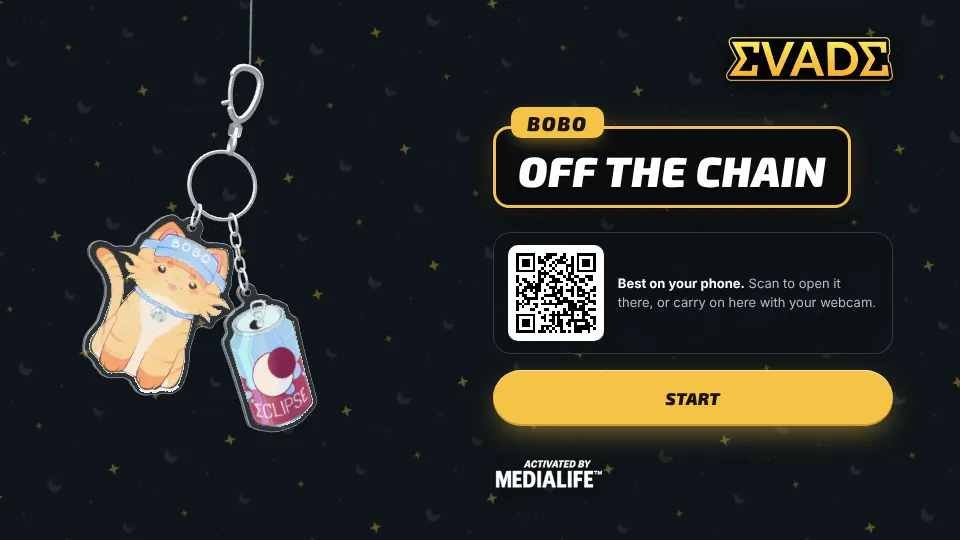 ΣVADΣ
BOBO
OFF THE CHAIN
BOBO
Best on your phone. Scan to open it
there, or carry on here with your webcam.
ΣCLIPSE
START
ACTIVATED BY
MEDIALIFE™